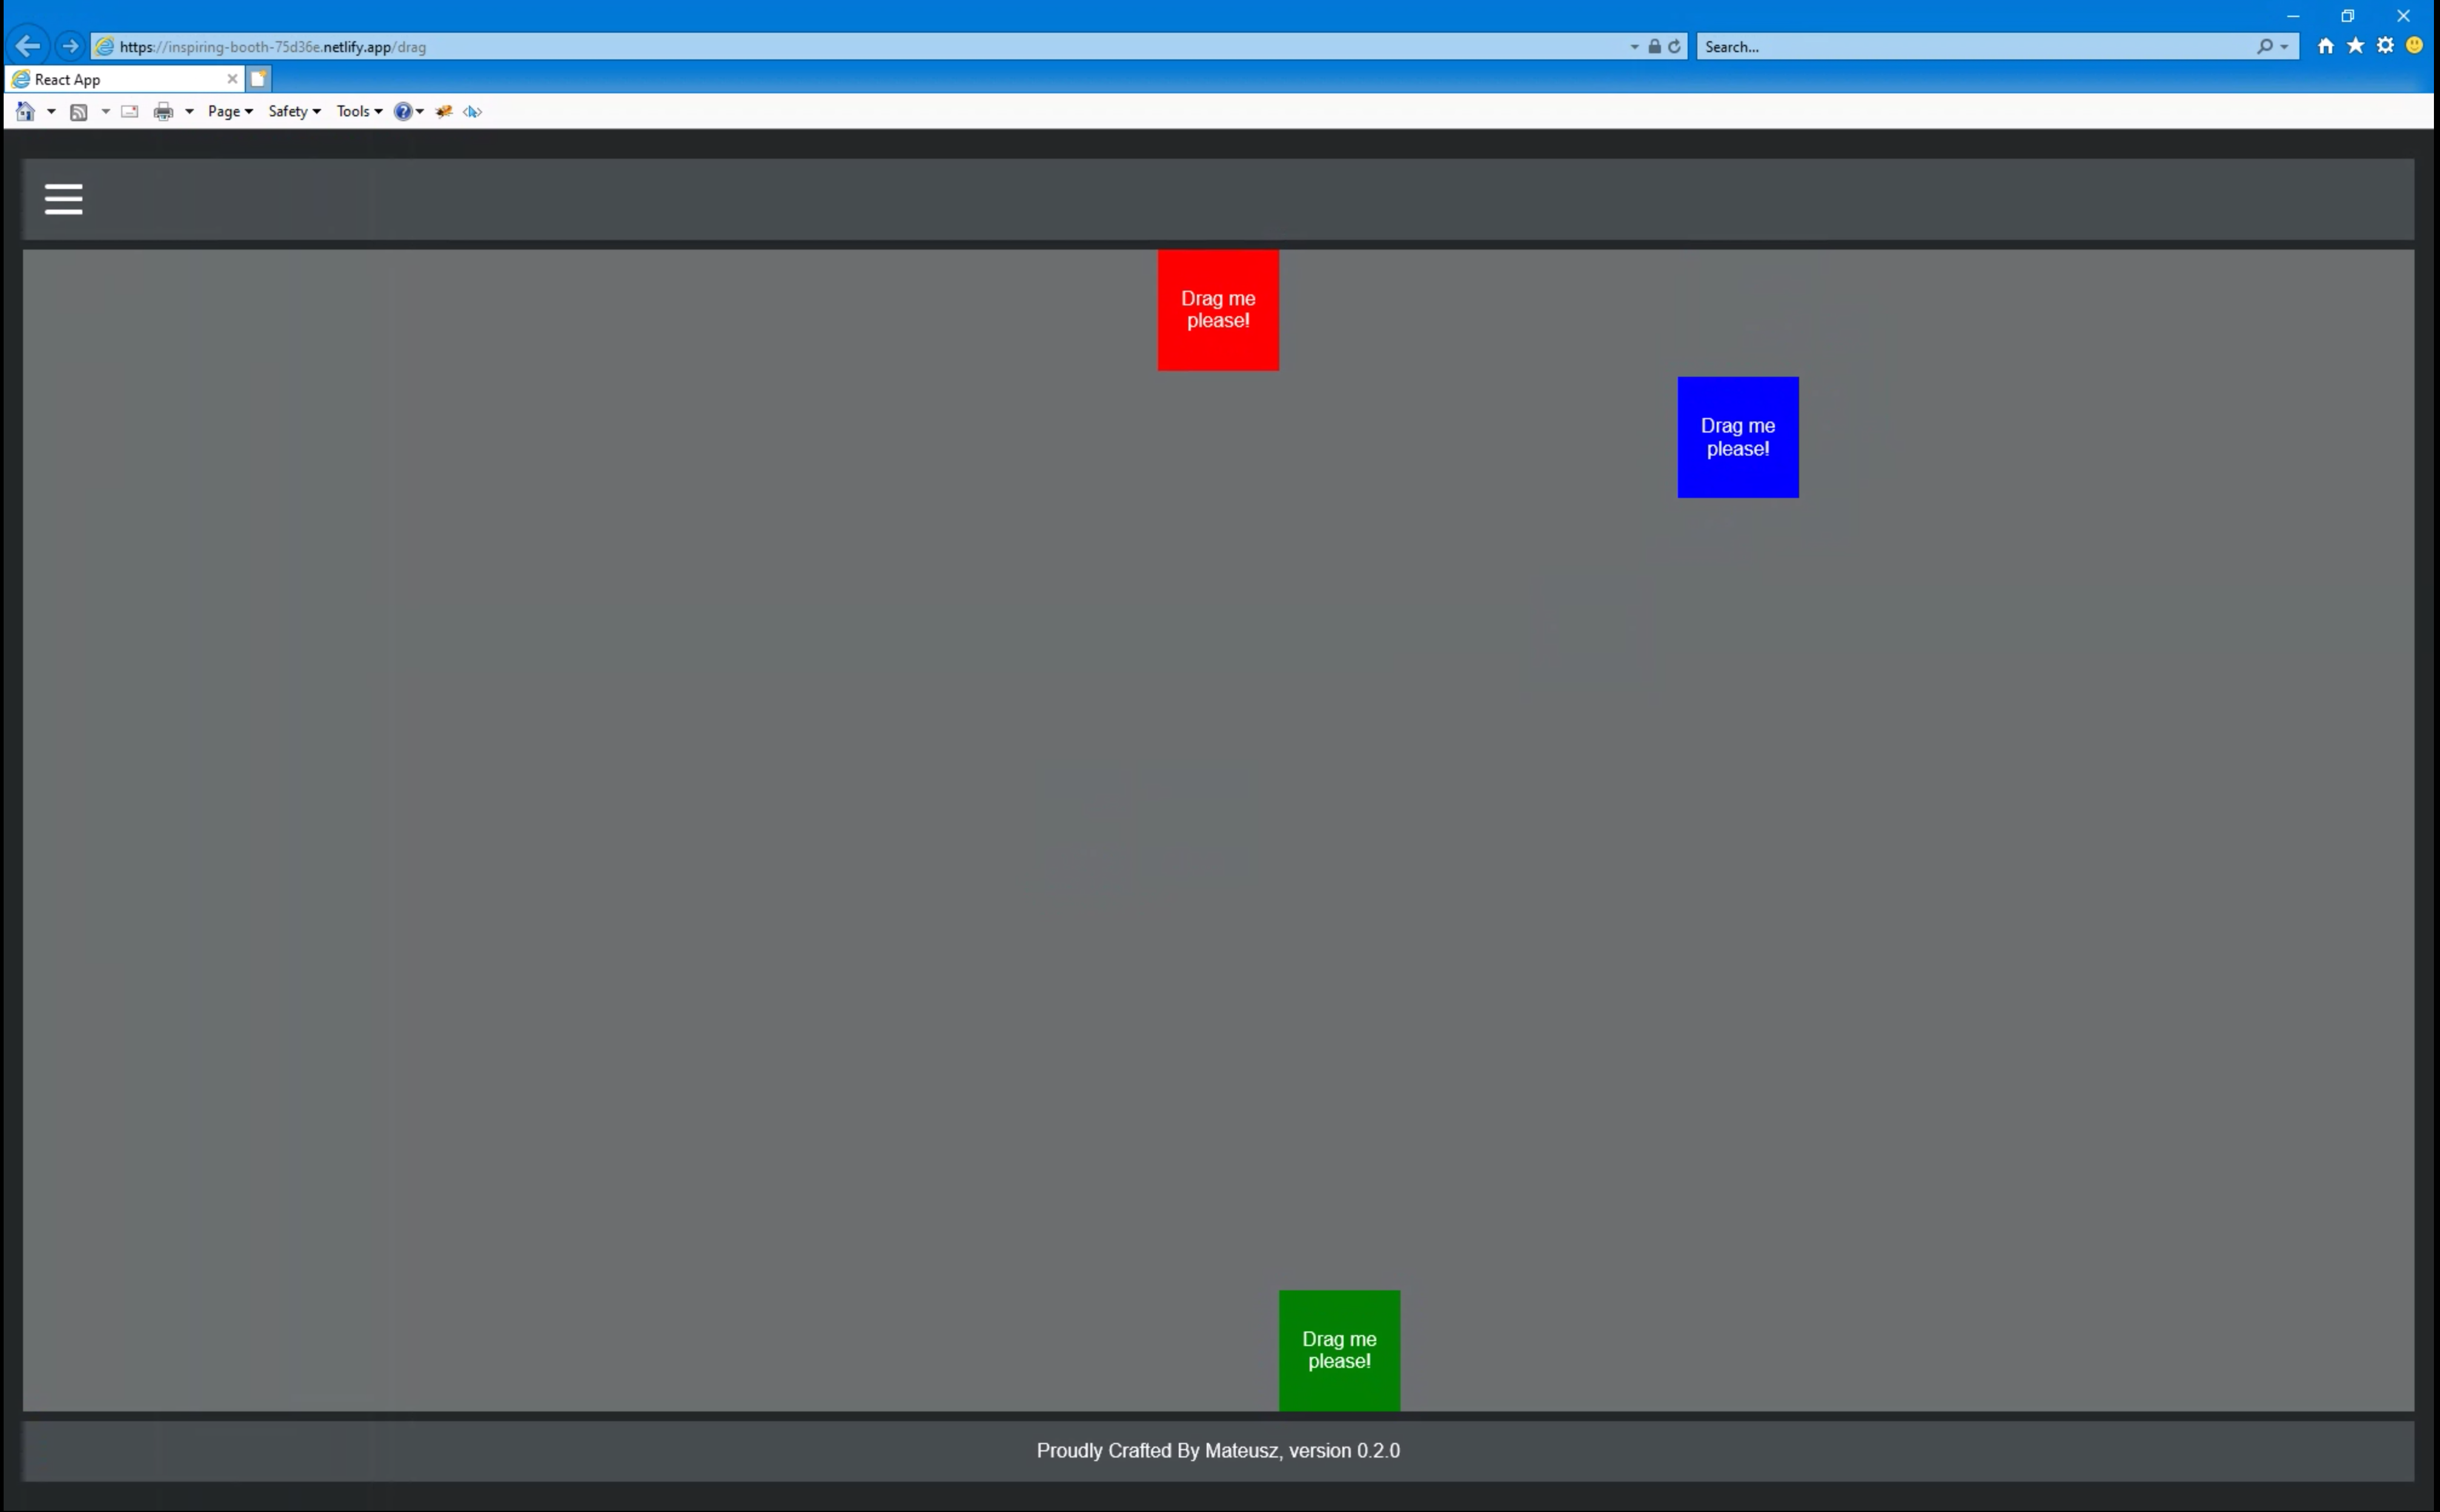 https://inspiring-booth-75d36e.netlify.app/drag
Search...
React App
Page Safety Tools
Drag me
please!
Drag me
please!
Drag me
please!
Proudly Crafted By Mateusz, version 0.2.0